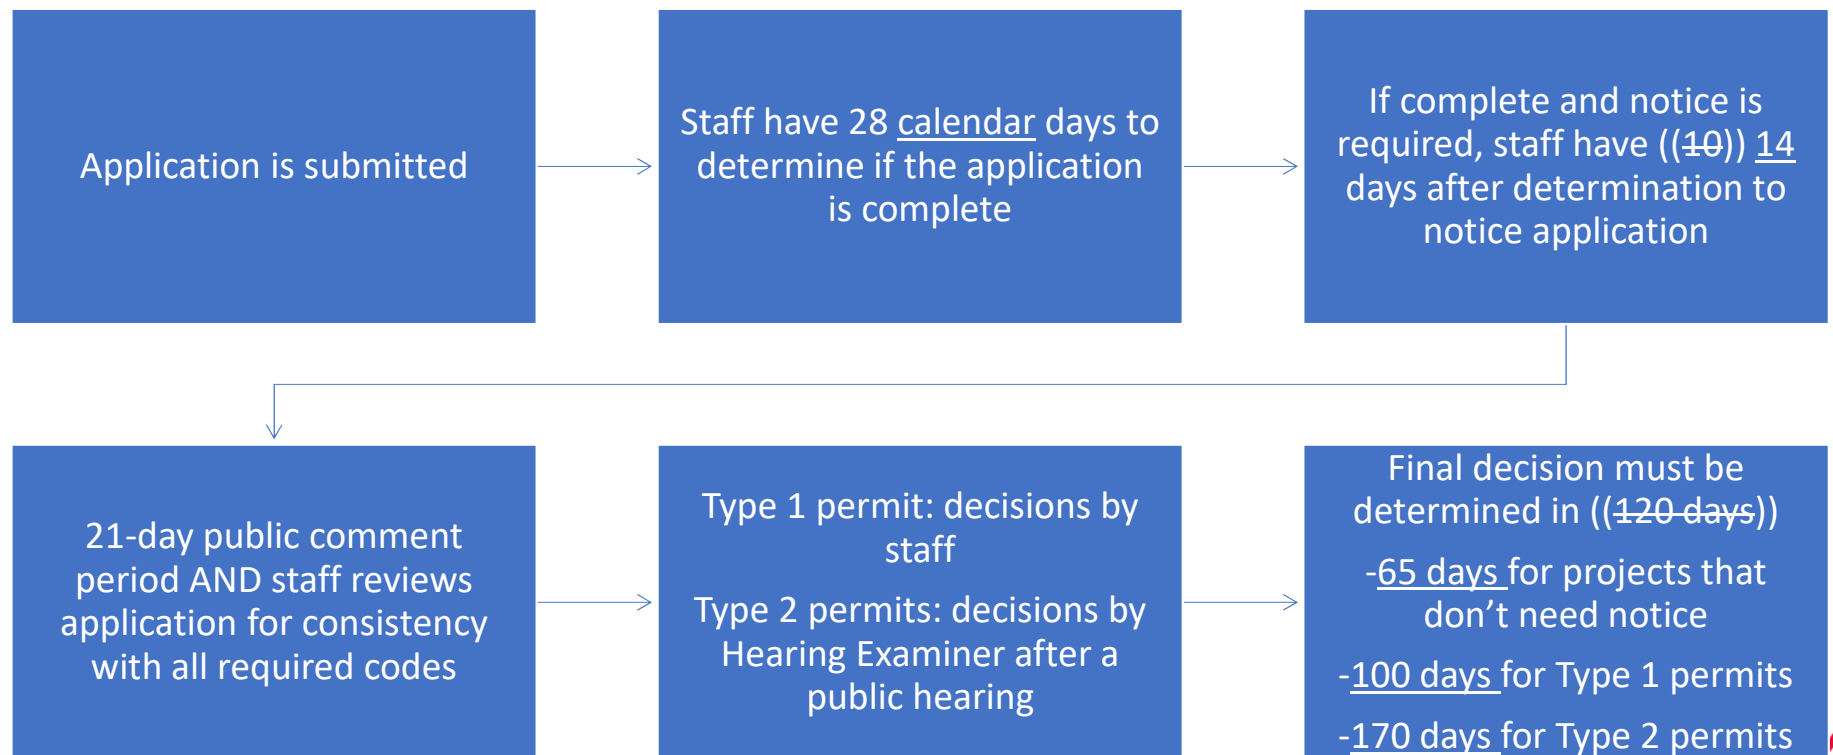 Application is submitted
Staff have 28 calendar days to
determine if the application
is complete
If complete and notice is
required, staff have ((10)) 14
days after determination to
notice application
21-day public comment
period AND staff reviews
application for consistency
with all required codes
Type 1 permit: decisions by
staff
Type 2 permits: decisions by
Hearing Examiner after a
public hearing
Final decision must be
determined in ((120 days))
-65 days for projects that
don’t need notice
-100 days for Type 1 permits
-170 days for Type 2 permits